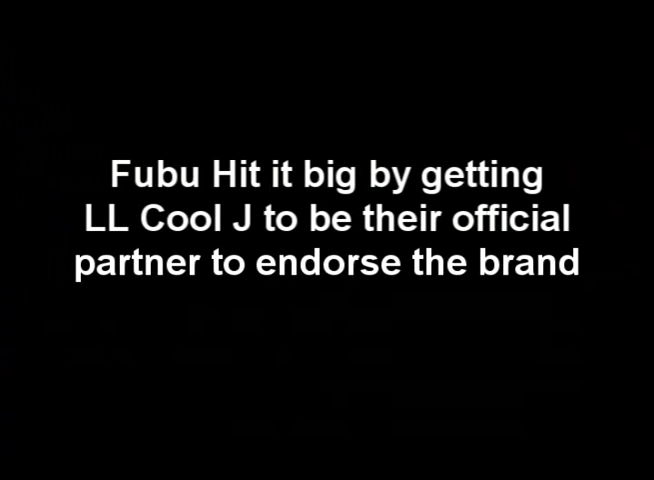 Fubu Hit it big by getting
LL Cool J to be their official
partner to endorse the brand